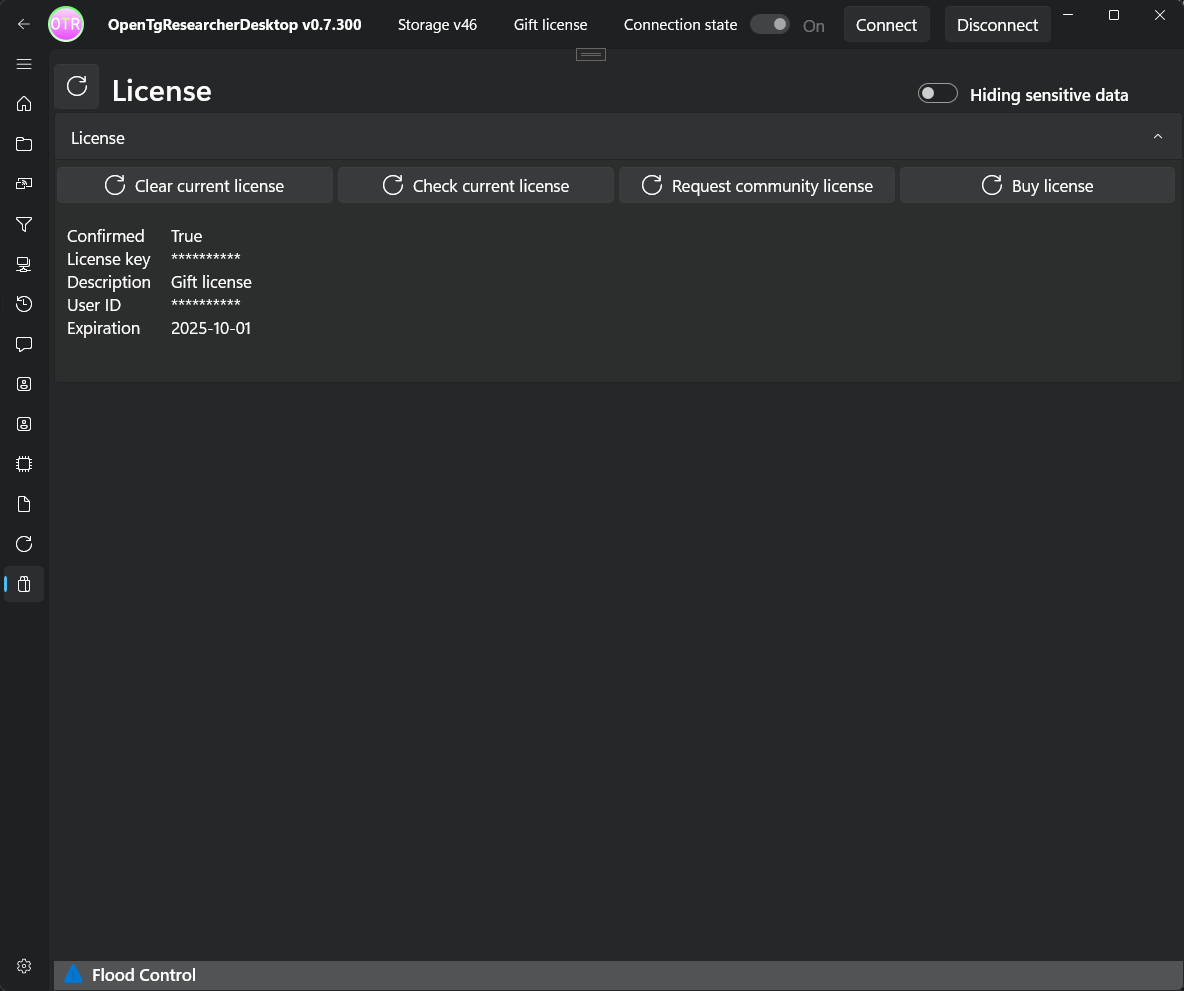 OTR OpenTgResearcherDesktop v0.7.300 Storage v46 Gift license Connection state On Connect Disconnect
License Hiding sensitive data
License
Clear current license Check current license Request community license Buy license
Confirmed True
License key **********
Description Gift license
User ID **********
Expiration 2025-10-01
Flood Control